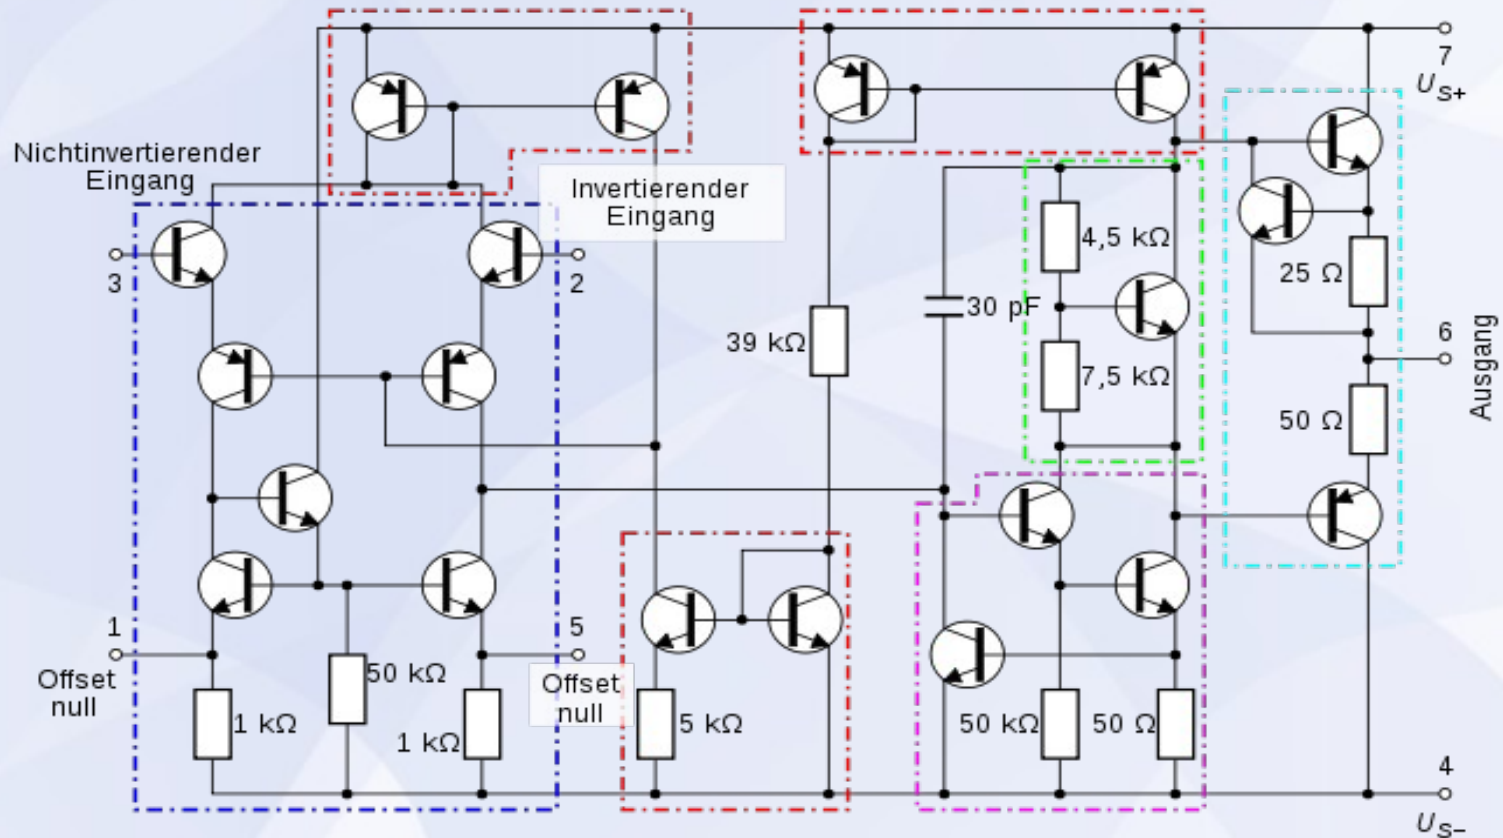 7
U S+
Nichtinvertierender
Eingang
Invertierender
Eingang
3
2
4,5 kΩ
25 Ω
30 pF
6
39 kΩ
7,5 kΩ
Ausgang
50 Ω
1
5
Offset
null
50 kΩ
Offset
null
1 kΩ
1 kΩ
5 kΩ
50 kΩ
50 Ω
4
U S−